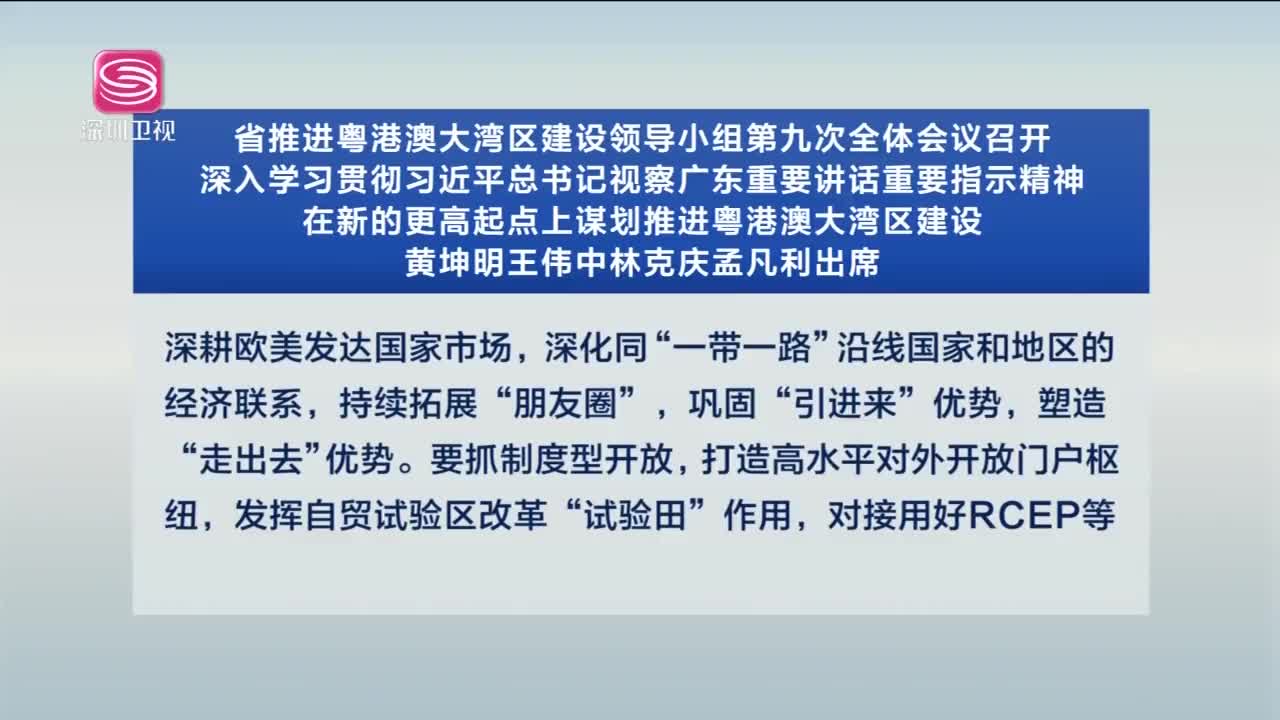 深圳卫视
省推进粤港澳大湾区建设领导小组第九次全体会议召开
深入学习贯彻习近平总书记视察广东重要讲话重要指示精神
在新的更高起点上谋划推进粤港澳大湾区建设
黄坤明王伟中林克庆孟凡利出席
深耕欧美发达国家市场，深化同“一带一路”沿线国家和地区的
经济联系，持续拓展“朋友圈”，巩固“引进来”优势，塑造
“走出去”优势。要抓制度型开放，打造高水平对外开放门户枢
纽，发挥自贸试验区改革“试验田”作用，对接用好RCEP等